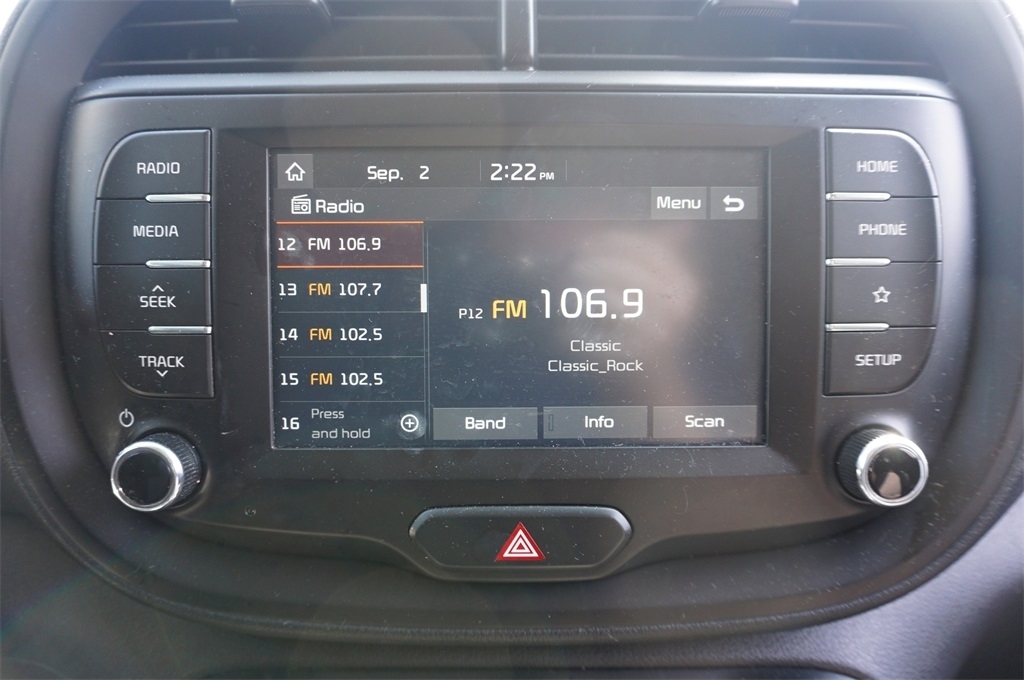 Sep. 2 2:22 PM
Radio Menu
12 FM 106.9
13 FM 107.7
14 FM 102.5
15 FM 102.5
16 Press
and hold
P12 FM 106.9
Classic
Classic_Rock
Band Info Scan
RADIO
MEDIA
SEEK
TRACK
HOME
PHONE
SETUP